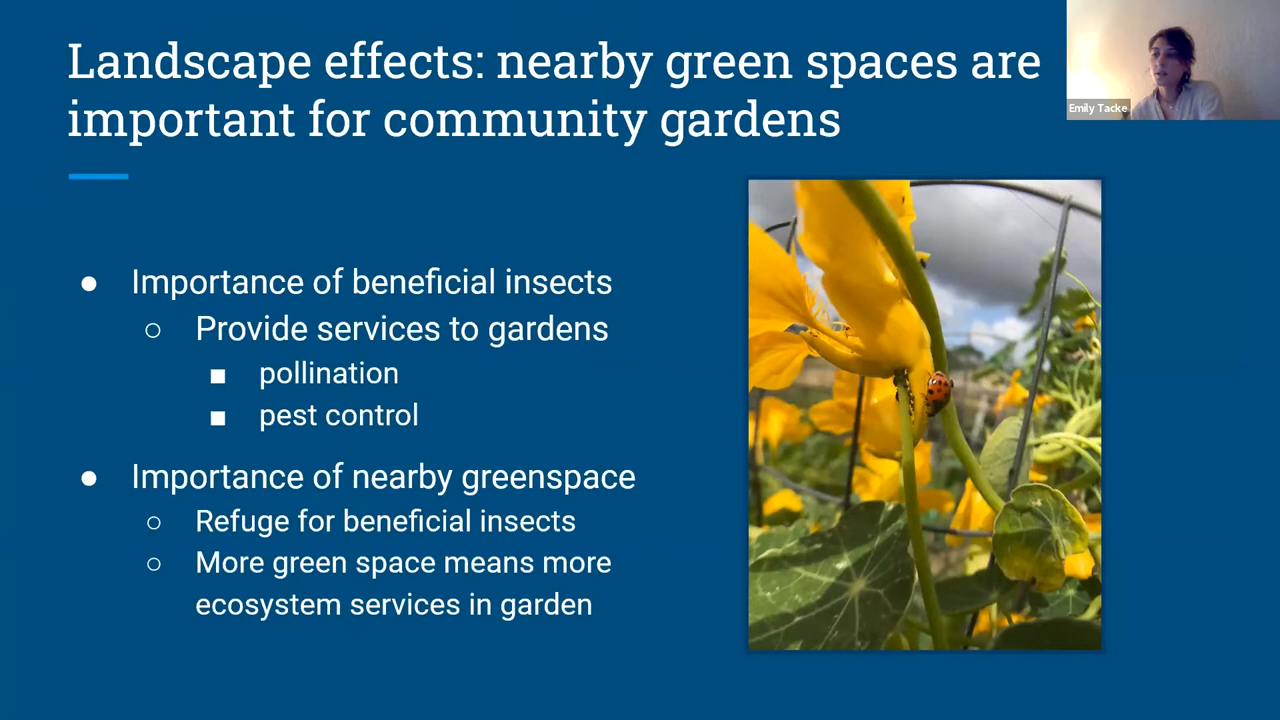 Landscape effects: nearby green spaces are
important for community gardens
Emily Tacke
● Importance of beneficial insects
○ Provide services to gardens
■ pollination
■ pest control
● Importance of nearby greenspace
○ Refuge for beneficial insects
○ More green space means more
ecosystem services in garden